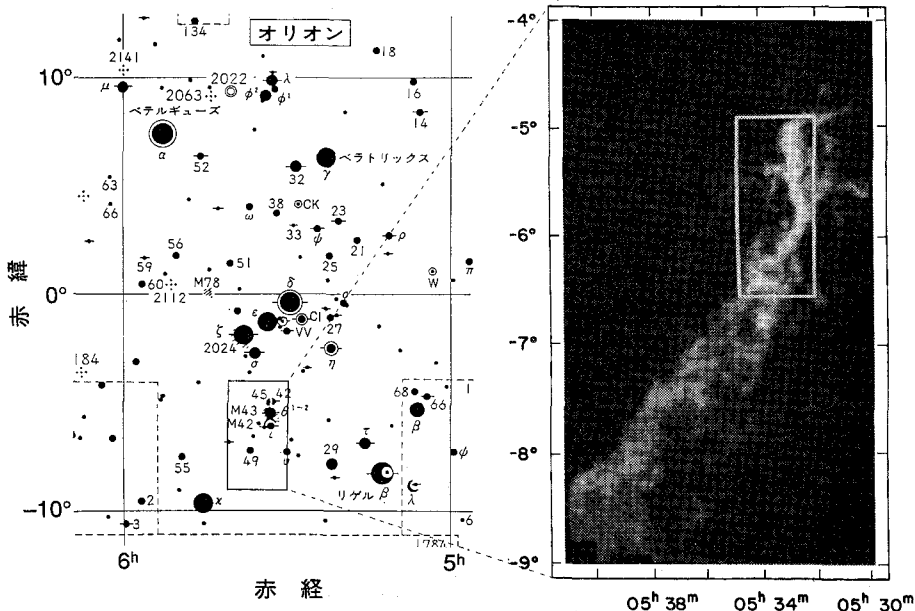 オリオン
134
18
2141
10°
2022
λ
μ
2063
φ²
φ¹
16
ベテルギューズ
14
α
52
ベラトリックス
32
γ
63
66
ω
38
CK
23
33
ψ
21
ρ
56
59
51
25
π
W
60
M78
2112
0°
δ
ο
ε
CI
27
ζ
VV
2024
σ
η
184
45
42
68
66
M43
θ¹⁻²
M42
ι
β
τ
49
υ
29
55
ψ
リゲル
β
λ
2
κ
-10°
3
6
1784
6ʰ
5ʰ
赤緯
赤経
-4°
-5°
-6°
-7°
-8°
-9°
05ʰ 38ᵐ
05ʰ 34ᵐ
05ʰ 30ᵐ